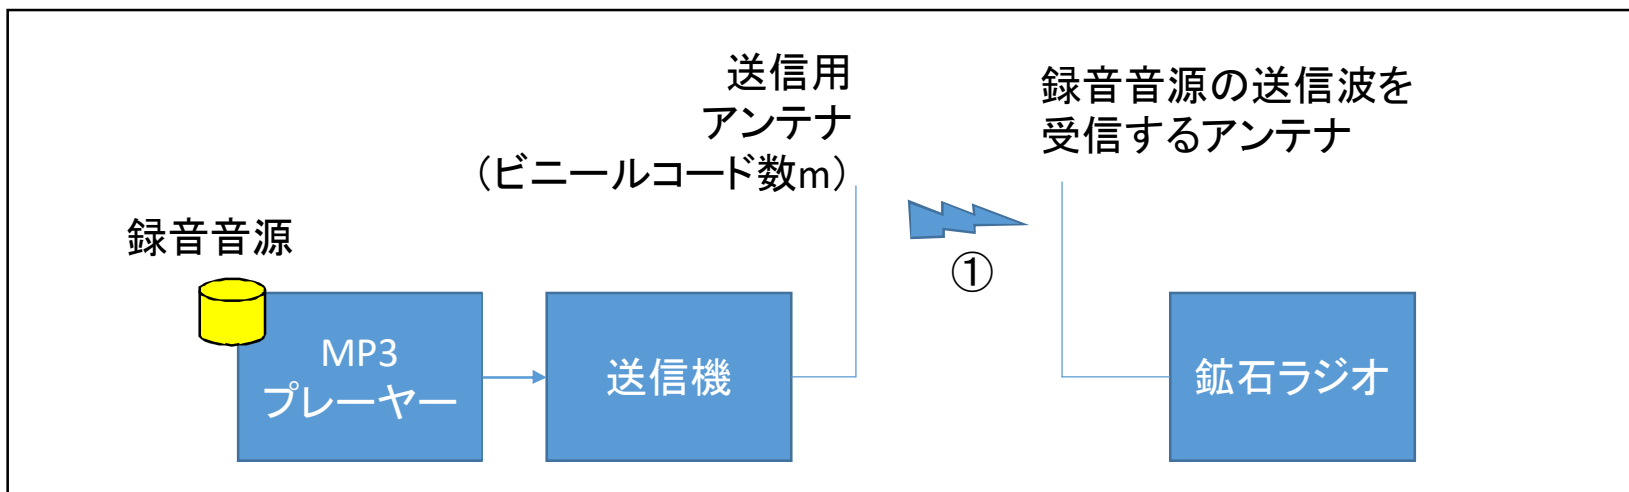 送信用
アンテナ
（ビニールコード数m）
録音音源の送信波を
受信するアンテナ
録音音源
①
MP3
プレーヤー
送信機
鉱石ラジオ